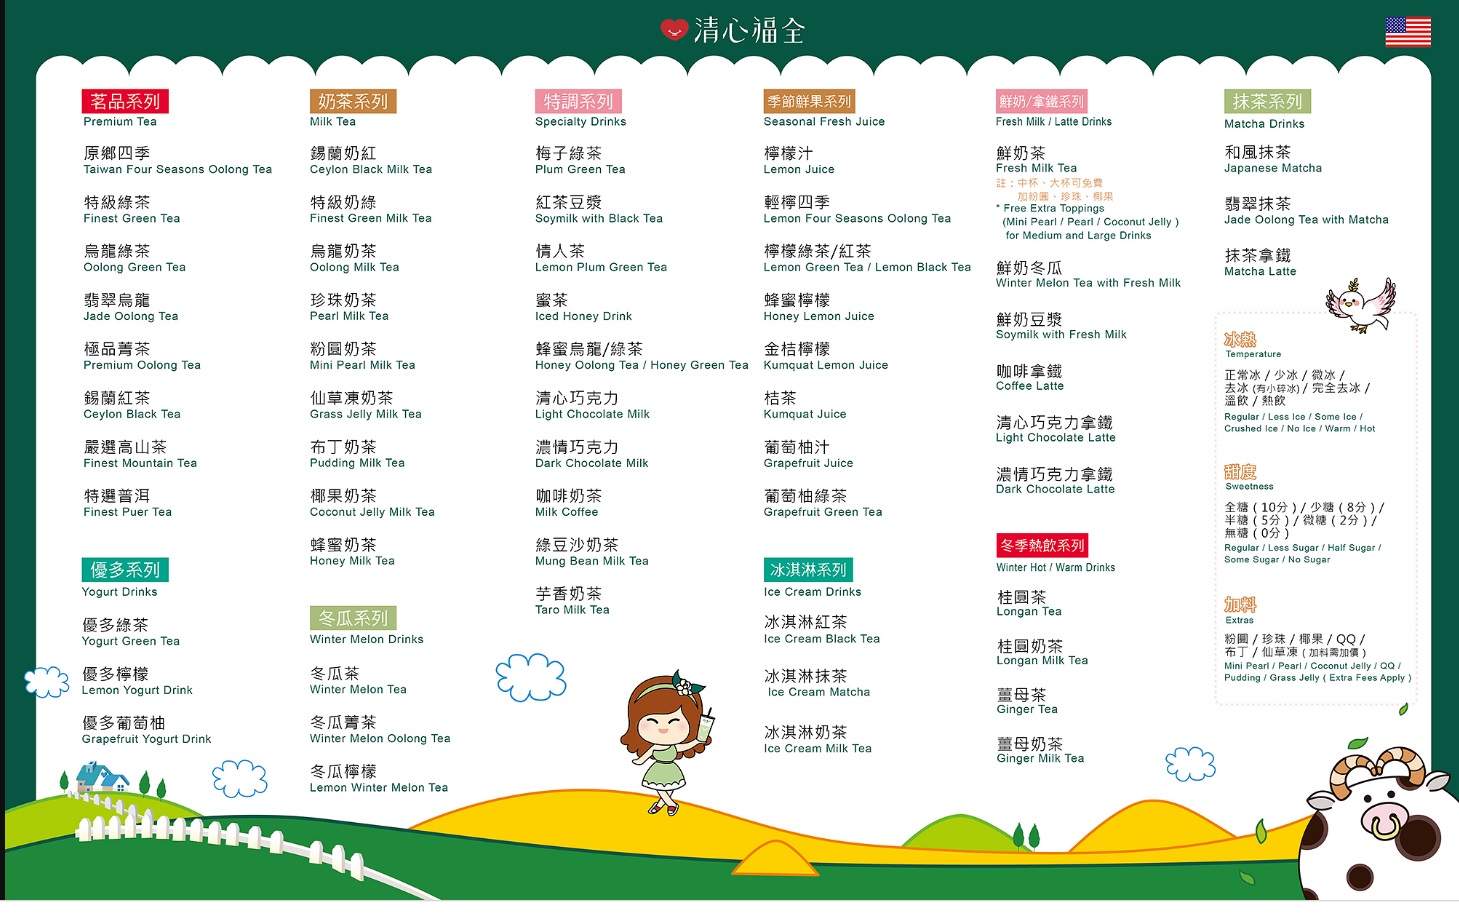 清心福全
茗品系列
Premium Tea
原鄉四季
Taiwan Four Seasons Oolong Tea
特級綠茶
Finest Green Tea
烏龍綠茶
Oolong Green Tea
翡翠烏龍
Jade Oolong Tea
極品菁茶
Premium Oolong Tea
錫蘭紅茶
Ceylon Black Tea
嚴選高山茶
Finest Mountain Tea
特選普洱
Finest Puer Tea
優多系列
Yogurt Drinks
優多綠茶
Yogurt Green Tea
優多檸檬
Lemon Yogurt Drink
優多葡萄柚
Grapefruit Yogurt Drink
奶茶系列
Milk Tea
錫蘭奶紅
Ceylon Black Milk Tea
特級奶綠
Finest Green Milk Tea
烏龍奶茶
Oolong Milk Tea
珍珠奶茶
Pearl Milk Tea
粉圓奶茶
Mini Pearl Milk Tea
仙草凍奶茶
Grass Jelly Milk Tea
布丁奶茶
Pudding Milk Tea
椰果奶茶
Coconut Jelly Milk Tea
蜂蜜奶茶
Honey Milk Tea
冬瓜系列
Winter Melon Drinks
冬瓜茶
Winter Melon Tea
冬瓜菁茶
Winter Melon Oolong Tea
冬瓜檸檬
Lemon Winter Melon Tea
特調系列
Specialty Drinks
梅子綠茶
Plum Green Tea
紅茶豆漿
Soymilk with Black Tea
情人茶
Lemon Plum Green Tea
蜜茶
Iced Honey Drink
蜂蜜烏龍/綠茶
Honey Oolong Tea / Honey Green Tea
清心巧克力
Light Chocolate Milk
濃情巧克力
Dark Chocolate Milk
咖啡奶茶
Milk Coffee
綠豆沙奶茶
Mung Bean Milk Tea
芋香奶茶
Taro Milk Tea
季節鮮果系列
Seasonal Fresh Juice
檸檬汁
Lemon Juice
輕檸四季
Lemon Four Seasons Oolong Tea
檸檬綠茶/紅茶
Lemon Green Tea / Lemon Black Tea
蜂蜜檸檬
Honey Lemon Juice
金桔檸檬
Kumquat Lemon Juice
桔茶
Kumquat Juice
葡萄柚汁
Grapefruit Juice
葡萄柚綠茶
Grapefruit Green Tea
冰淇淋系列
Ice Cream Drinks
冰淇淋紅茶
Ice Cream Black Tea
冰淇淋抹茶
Ice Cream Matcha
冰淇淋奶茶
Ice Cream Milk Tea
鮮奶/拿鐵系列
Fresh Milk / Latte Drinks
鮮奶茶
Fresh Milk Tea
註：中杯、大杯可免費
加粉圓、珍珠、椰果
* Free Extra Toppings
(Mini Pearl / Pearl / Coconut Jelly )
for Medium and Large Drinks
鮮奶冬瓜
Winter Melon Tea with Fresh Milk
鮮奶豆漿
Soymilk with Fresh Milk
咖啡拿鐵
Coffee Latte
清心巧克力拿鐵
Light Chocolate Latte
濃情巧克力拿鐵
Dark Chocolate Latte
冬季熱飲系列
Winter Hot / Warm Drinks
桂圓茶
Longan Tea
桂圓奶茶
Longan Milk Tea
薑母茶
Ginger Tea
薑母奶茶
Ginger Milk Tea
抹茶系列
Matcha Drinks
和風抹茶
Japanese Matcha
翡翠抹茶
Jade Oolong Tea with Matcha
抹茶拿鐵
Matcha Latte
冰熱
Temperature
正常冰 / 少冰 / 微冰 /
去冰 (有小碎冰) / 完全去冰 /
溫飲 / 熱飲
Regular / Less Ice / Some Ice /
Crushed Ice / No Ice / Warm / Hot
甜度
Sweetness
全糖 ( 10分 ) / 少糖 ( 8分 ) /
半糖 ( 5分 ) / 微糖 ( 2分 ) /
無糖 ( 0分 )
Regular / Less Sugar / Half Sugar /
Some Sugar / No Sugar
加料
Extras
粉圓 / 珍珠 / 椰果 / QQ /
布丁 / 仙草凍 ( 加料需加價 )
Mini Pearl / Pearl / Coconut Jelly / QQ /
Pudding / Grass Jelly ( Extra Fees Apply )